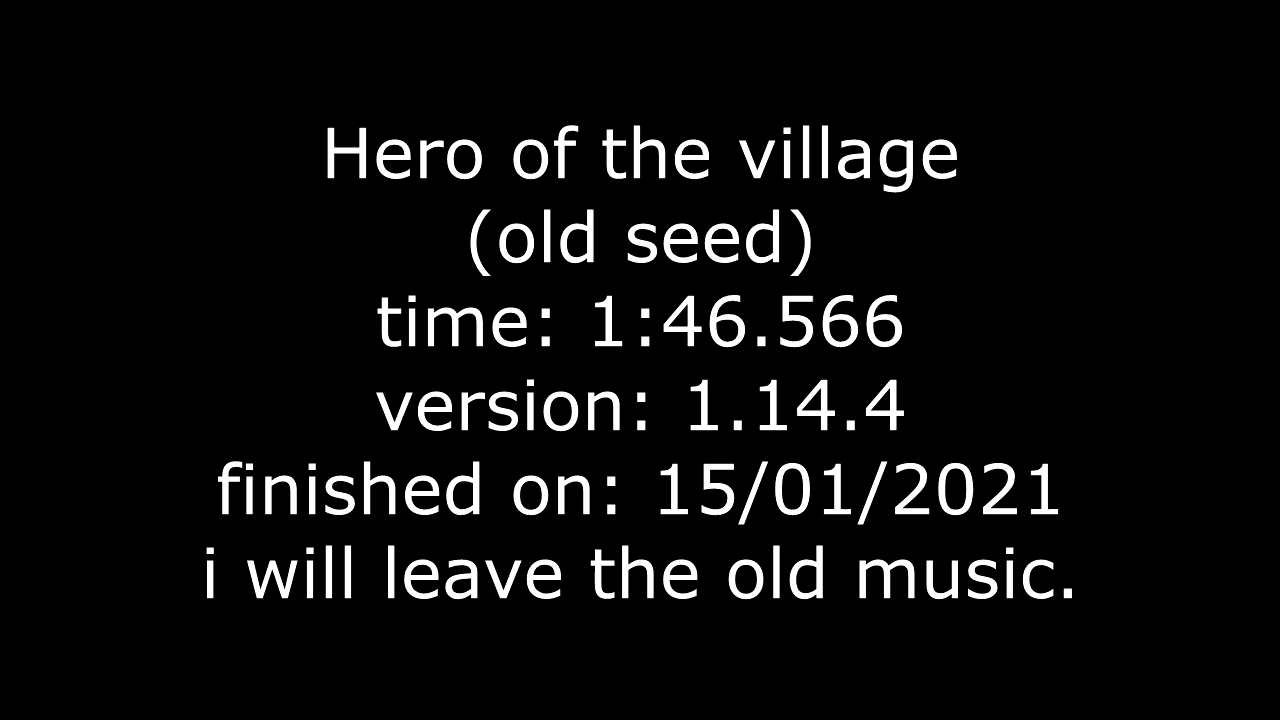 Hero of the village
(old seed)
time: 1:46.566
version: 1.14.4
finished on: 15/01/2021
i will leave the old music.